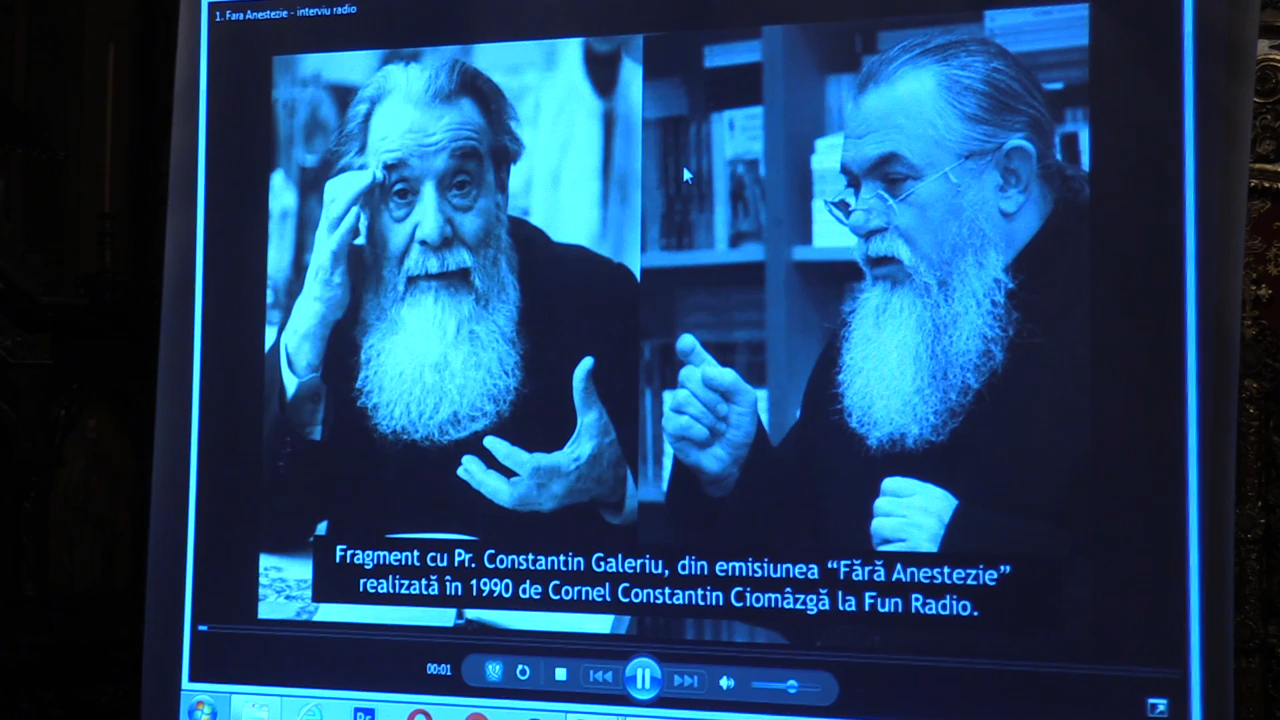 1. Fara Anestezie - interviu radio
Fragment cu Pr. Constantin Galeriu, din emisiunea “Fără Anestezie”
realizată în 1990 de Cornel Constantin Ciomâzgă la Fun Radio.
00:01
Pr